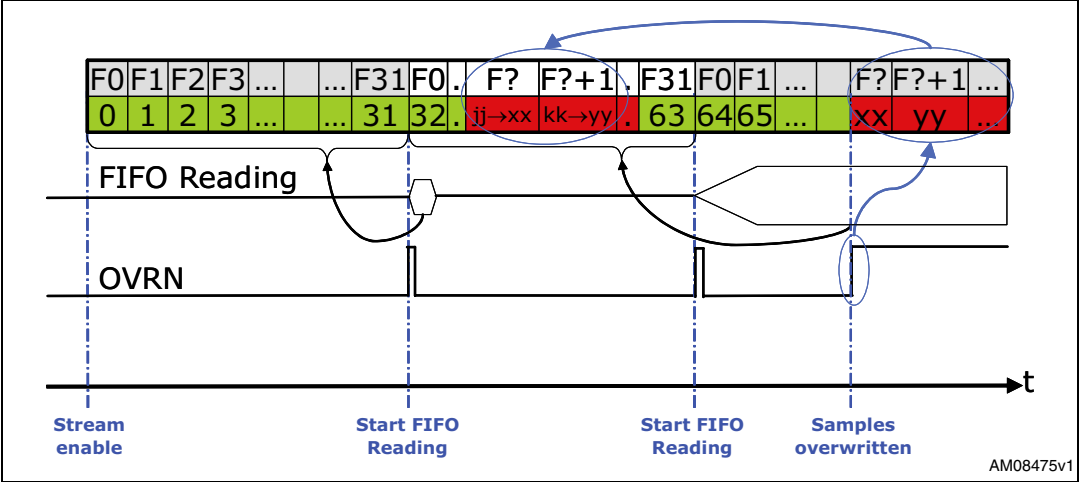 F0 F1 F2 F3 ... ... F31 F0 . F? F?+1 . F31 F0 F1 ... F? F?+1 ...
0 1 2 3 ... ... 31 32 . jj→xx kk→yy . 63 64 65 ... xx yy ...
FIFO Reading
OVRN
t
Stream
enable
Start FIFO
Reading
Start FIFO
Reading
Samples
overwritten
AM08475v1